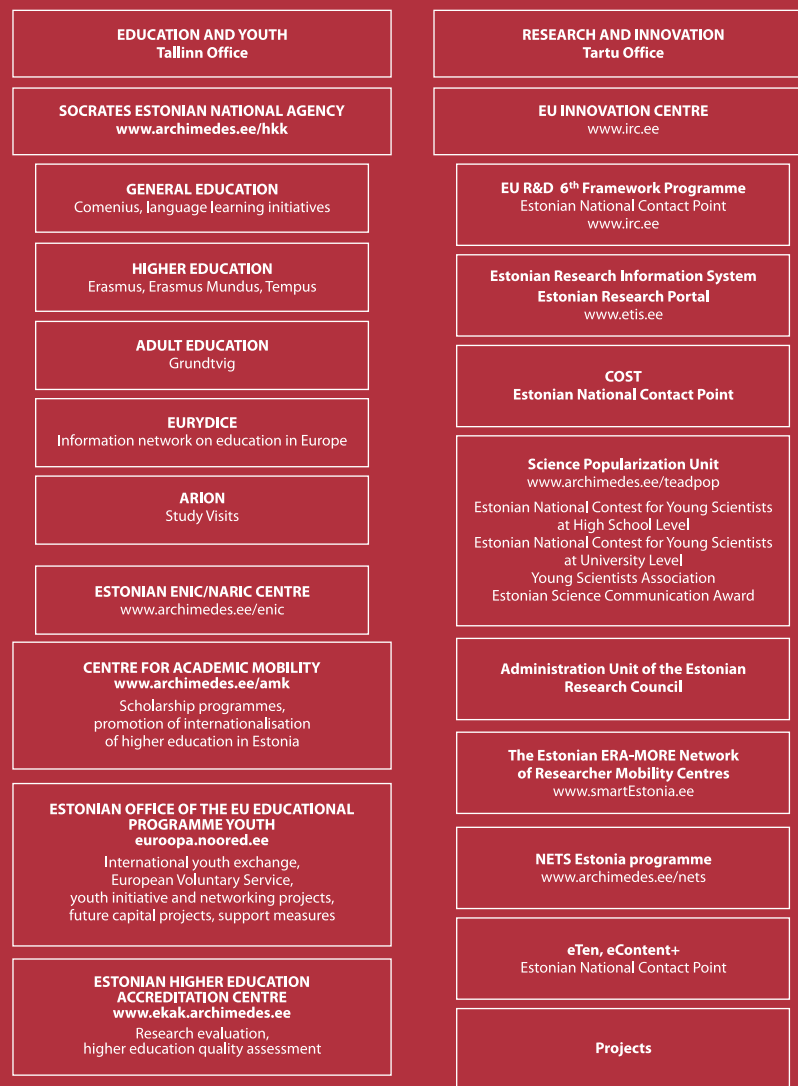 EDUCATION AND YOUTH
Tallinn Office
SOCRATES ESTONIAN NATIONAL AGENCY
www.archimedes.ee/hkk
GENERAL EDUCATION
Comenius, language learning initiatives
HIGHER EDUCATION
Erasmus, Erasmus Mundus, Tempus
ADULT EDUCATION
Grundtvig
EURYDICE
Information network on education in Europe
ARION
Study Visits
ESTONIAN ENIC/NARIC CENTRE
www.archimedes.ee/enic
CENTRE FOR ACADEMIC MOBILITY
www.archimedes.ee/amk
Scholarship programmes,
promotion of internationalisation
of higher education in Estonia
ESTONIAN OFFICE OF THE EU EDUCATIONAL
PROGRAMME YOUTH
euroopa.noored.ee
International youth exchange,
European Voluntary Service,
youth initiative and networking projects,
future capital projects, support measures
ESTONIAN HIGHER EDUCATION
ACCREDITATION CENTRE
www.ekak.archimedes.ee
Research evaluation,
higher education quality assessment
RESEARCH AND INNOVATION
Tartu Office
EU INNOVATION CENTRE
www.irc.ee
EU R&D 6th Framework Programme
Estonian National Contact Point
www.irc.ee
Estonian Research Information System
Estonian Research Portal
www.etis.ee
COST
Estonian National Contact Point
Science Popularization Unit
www.archimedes.ee/teadpop
Estonian National Contest for Young Scientists
at High School Level
Estonian National Contest for Young Scientists
at University Level
Young Scientists Association
Estonian Science Communication Award
Administration Unit of the Estonian
Research Council
The Estonian ERA-MORE Network
of Researcher Mobility Centres
www.smartEstonia.ee
NETS Estonia programme
www.archimedes.ee/nets
eTen, eContent+
Estonian National Contact Point
Projects